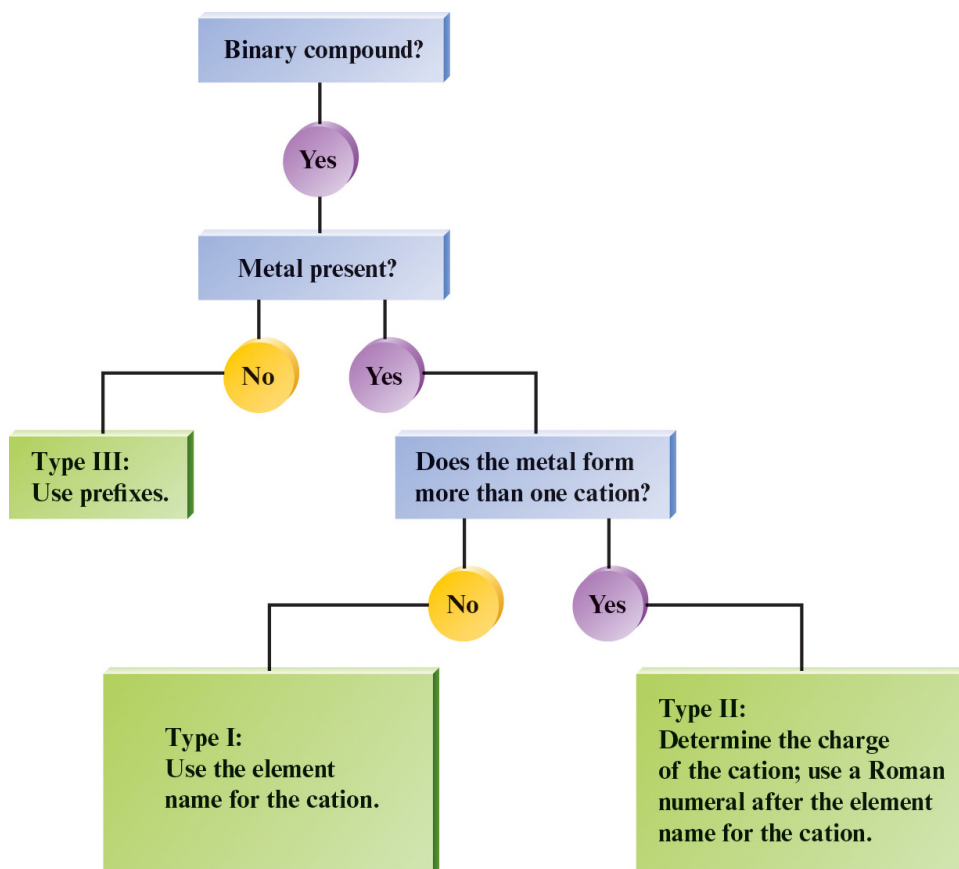 Binary compound?
Yes
Metal present?
No
Yes
Type III:
Use prefixes.
Does the metal form
more than one cation?
No
Yes
Type I:
Use the element
name for the cation.
Type II:
Determine the charge
of the cation; use a Roman
numeral after the element
name for the cation.